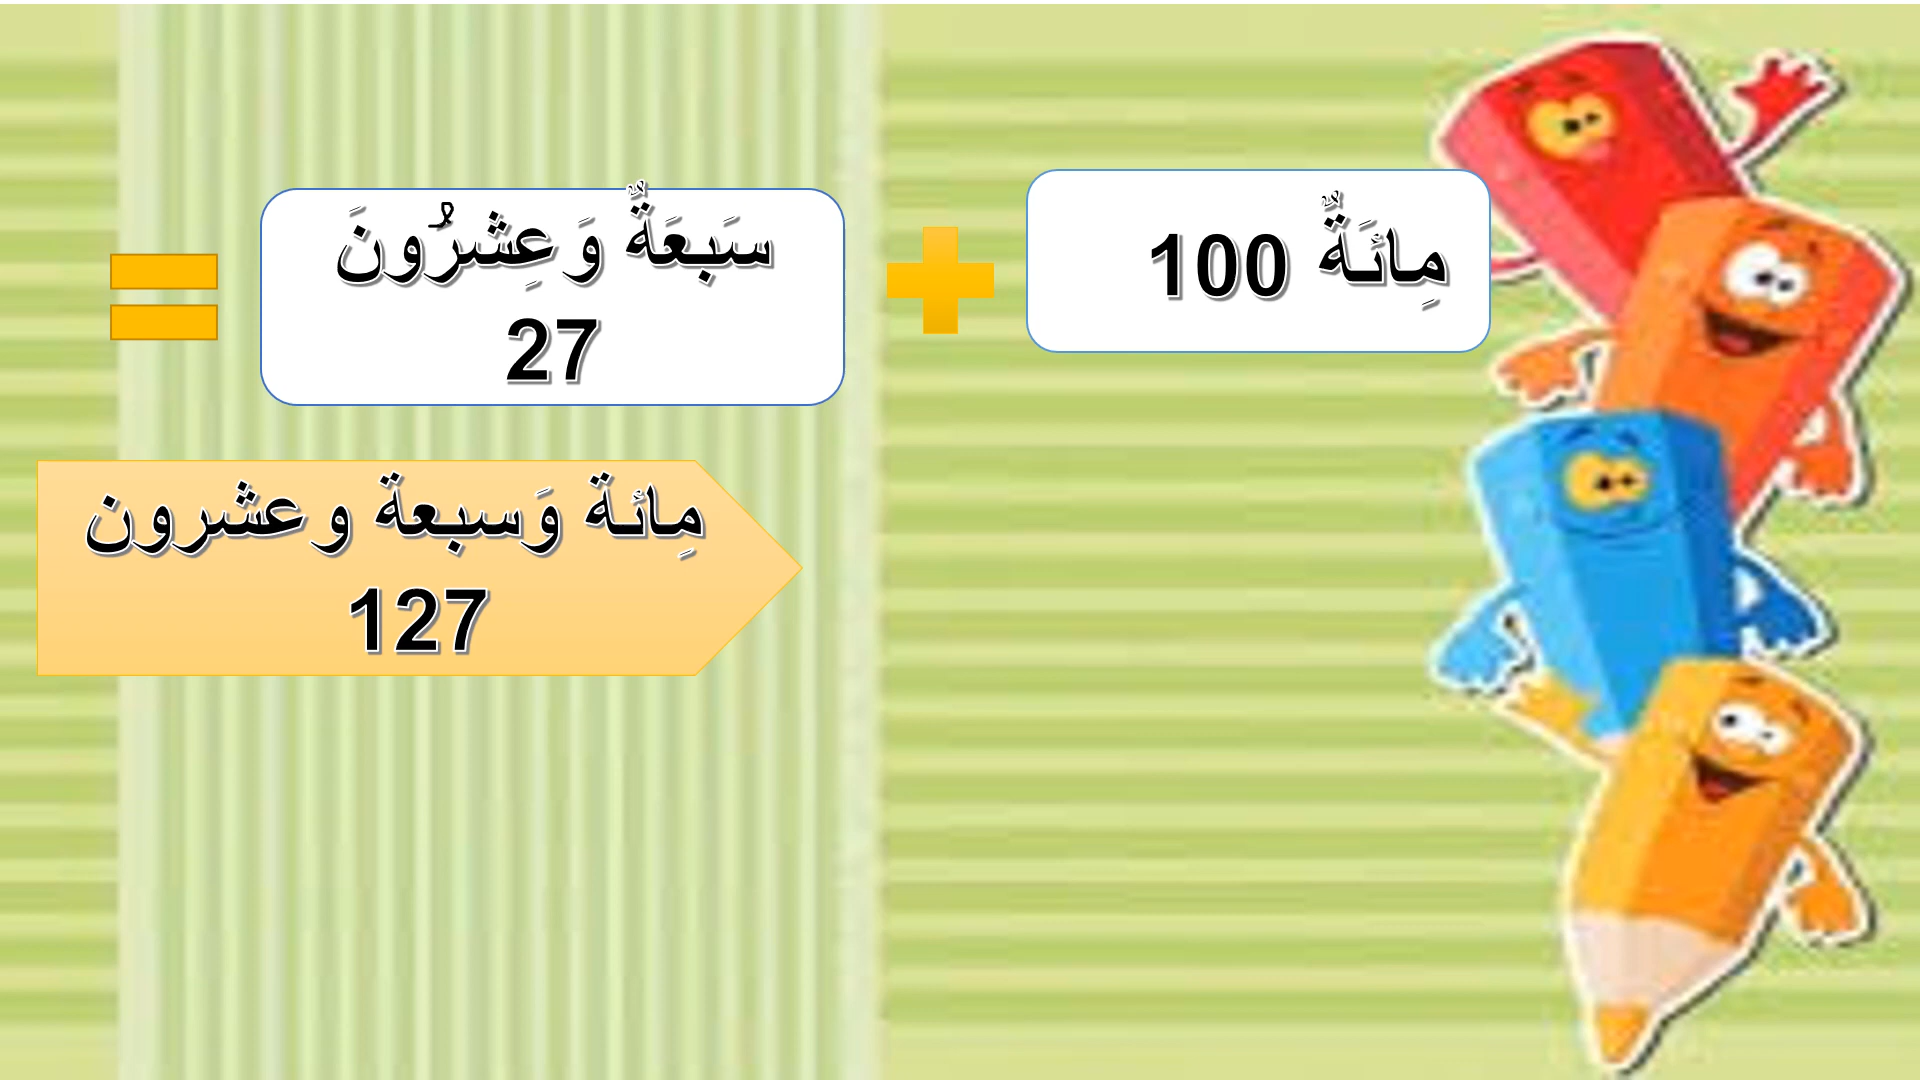 مِائَةٌ 100
سَبعَةٌ وَعِشرُونَ
27
مِائة وَسبعة وعشرون
127